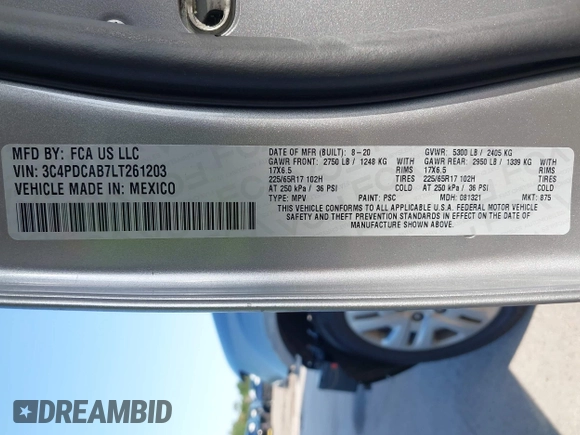 MFD BY: FCA US LLC
VIN: 3C4PDCAB7LT261203
VEHICLE MADE IN: MEXICO
DATE OF MFR (BUILT): 8-20 GVWR: 5300 LB / 2405 KG
GAWR FRONT: 2750 LB / 1248 KG GAWR REAR: 2950 LB / 1339 KG
17X6.5 RIMS 17X6.5 RIMS
225/65R17 102H TIRES 225/65R17 102H TIRES
AT 250 kPa / 36 PSI AT 250 kPa / 36 PSI
TYPE: MPV PAINT: PSC MDH: 081321 MKT: 875
THIS VEHICLE CONFORMS TO ALL APPLICABLE U.S.A. FEDERAL MOTOR VEHICLE
SAFETY AND THEFT PREVENTION STANDARDS IN EFFECT ON THE DATE OF
MANUFACTURE SHOWN ABOVE.
DREAMBID